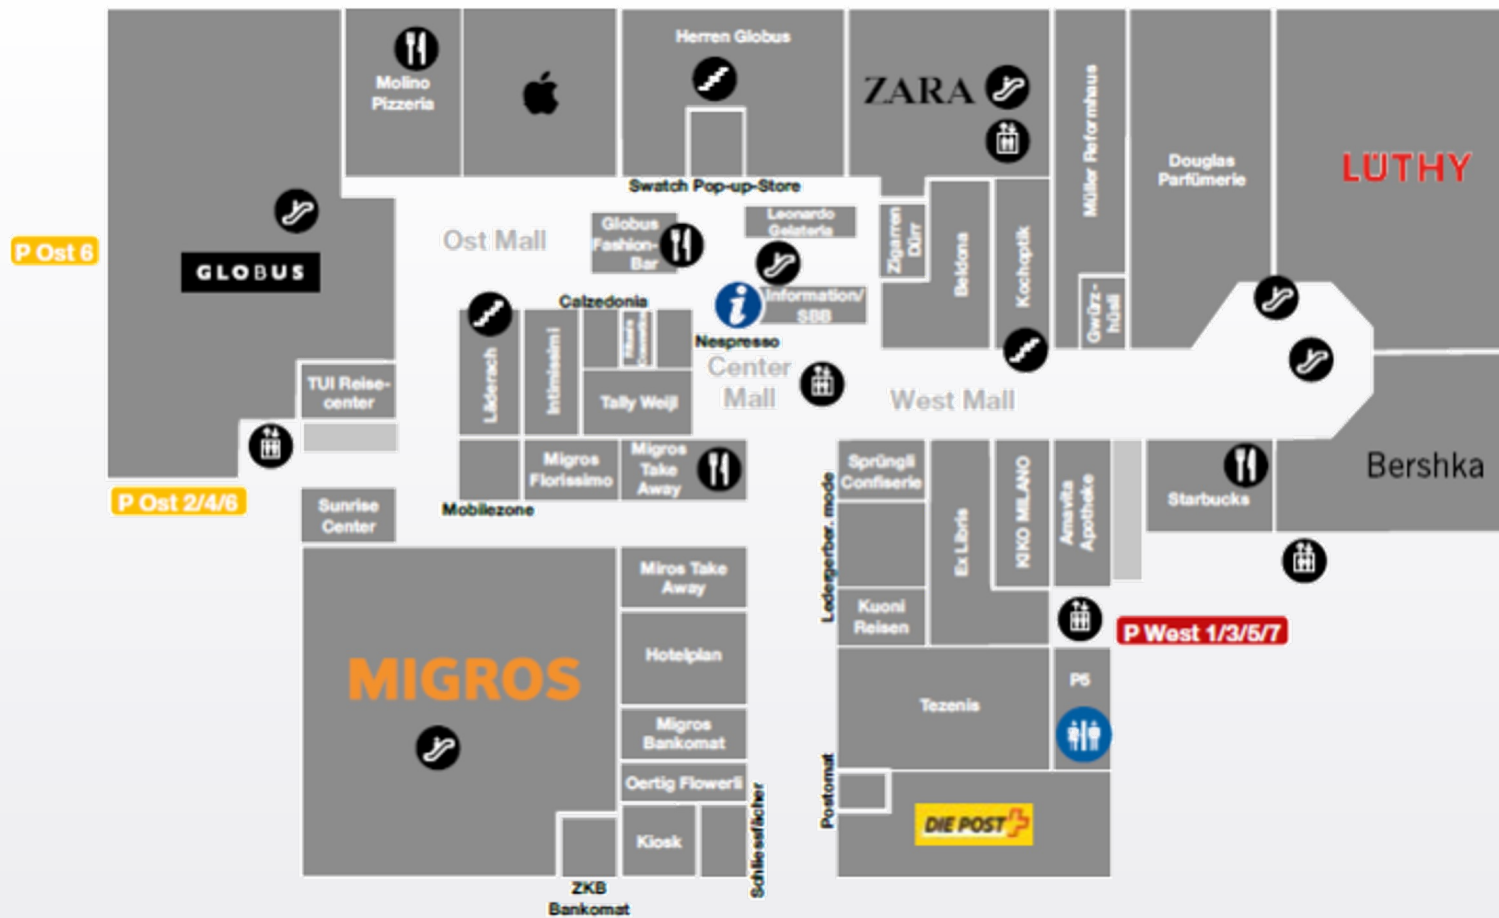 Molino
Pizzeria
Herren Globus
ZARA
Müller Reformhaus
Douglas
Parfümerie
LÜTHY
Swatch Pop-up-Store
P Ost 6
GLOBUS
Ost Mall
Globus
Fashion-
Bar
Leonardo
Gelateria
Zigarren
Dürr
Beldona
Kochoptik
Gwürz-
hüsli
Calzedonia
i
Information/
SBB
Nespresso
Läderach
Intimissimi
Tally Weijl
Center
Mall
West Mall
TUI Reise-
center
P Ost 2/4/6
Sunrise
Center
Migros
Florissimo
Migros
Take
Away
Mobilezone
Sprüngli
Confiserie
Ledergerber. mode
Ex Libris
KIKO MILANO
Amavita
Apotheke
Starbucks
Bershka
Kuoni
Reisen
P West 1/3/5/7
MIGROS
Miros Take
Away
Hotelplan
Migros
Bankomat
Oertig Flowerli
Kiosk
Schliessfächer
ZKB
Bankomat
Tezenis
P5
Postomat
DIE POST